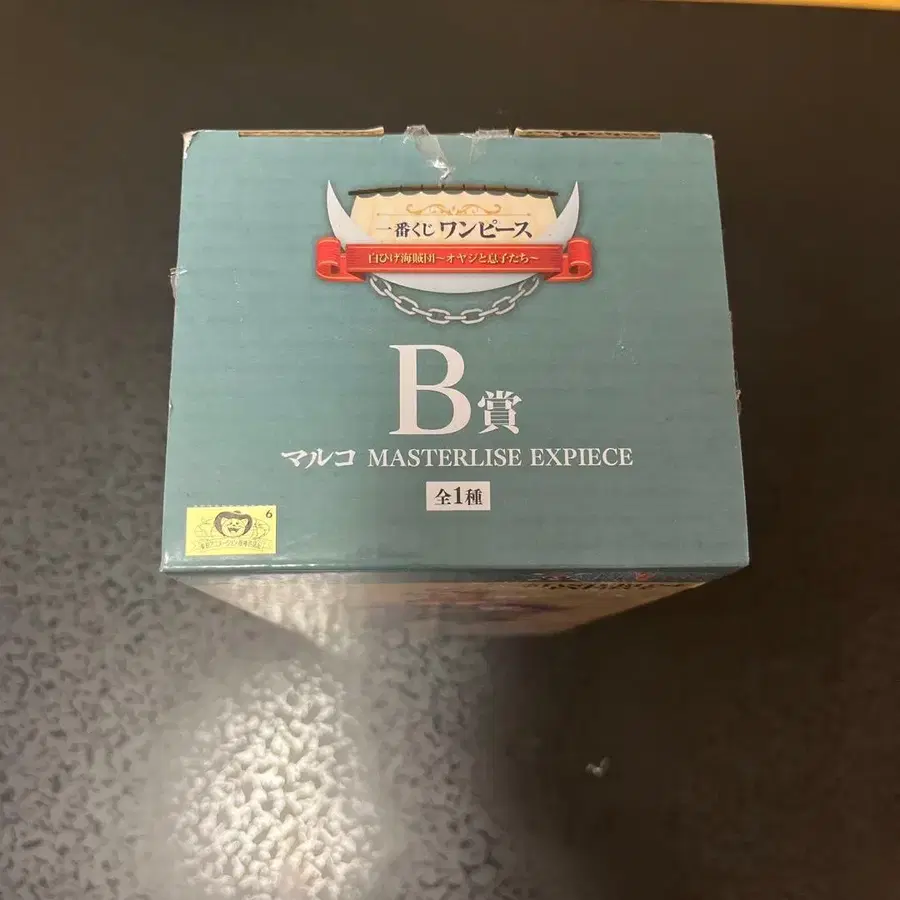 一番くじ ワンピース
白ひげ海賊団～オヤジと息子たち～
B賞
マルコ MASTERLISE EXPIECE
全1種
6